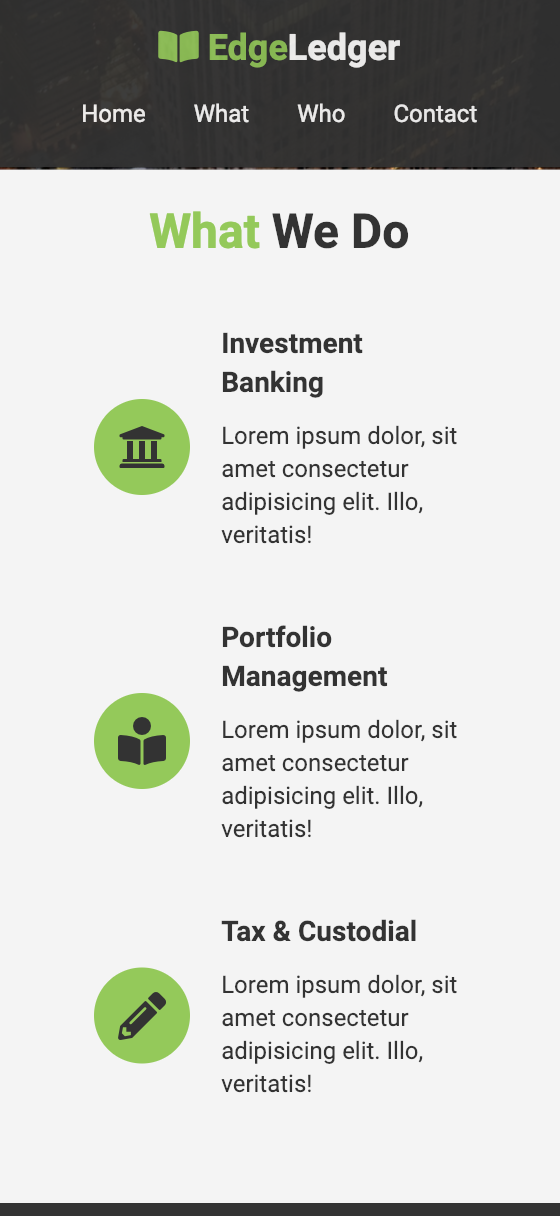 EdgeLedger
Home What Who Contact
What We Do
Investment
Banking
Lorem ipsum dolor, sit
amet consectetur
adipisicing elit. Illo,
veritatis!
Portfolio
Management
Lorem ipsum dolor, sit
amet consectetur
adipisicing elit. Illo,
veritatis!
Tax & Custodial
Lorem ipsum dolor, sit
amet consectetur
adipisicing elit. Illo,
veritatis!